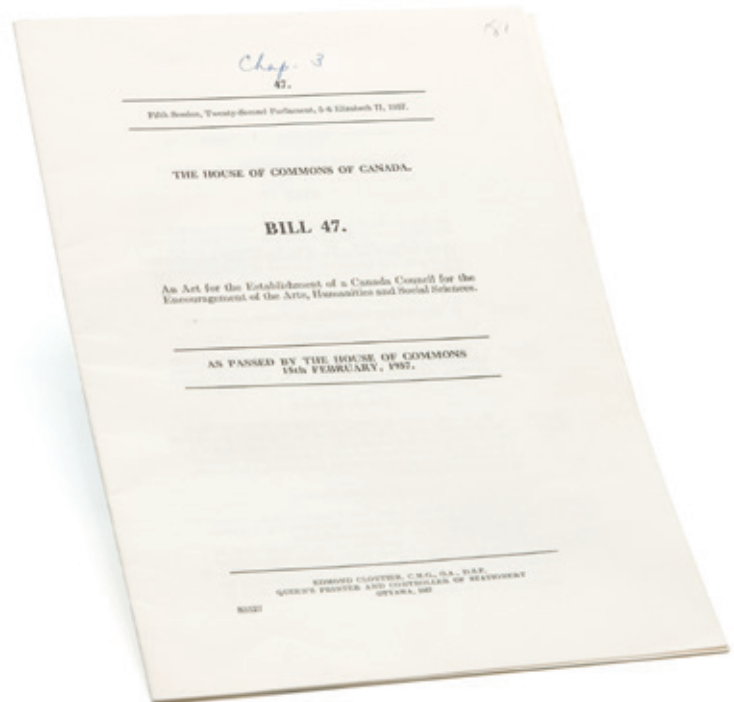 Chap. 3
47.
Fifth Session, Twenty-Second Parliament, 5-6 Elizabeth II, 1957.
THE HOUSE OF COMMONS OF CANADA.
BILL 47.
An Act for the Establishment of a Canada Council for the
Encouragement of the Arts, Humanities and Social Sciences.
AS PASSED BY THE HOUSE OF COMMONS
FEBRUARY, 1957.
EDMOND CLOUTIER, C.M.G., O.A., D.S.P.
QUEEN'S PRINTER AND CONTROLLER OF STATIONERY
OTTAWA, 1957